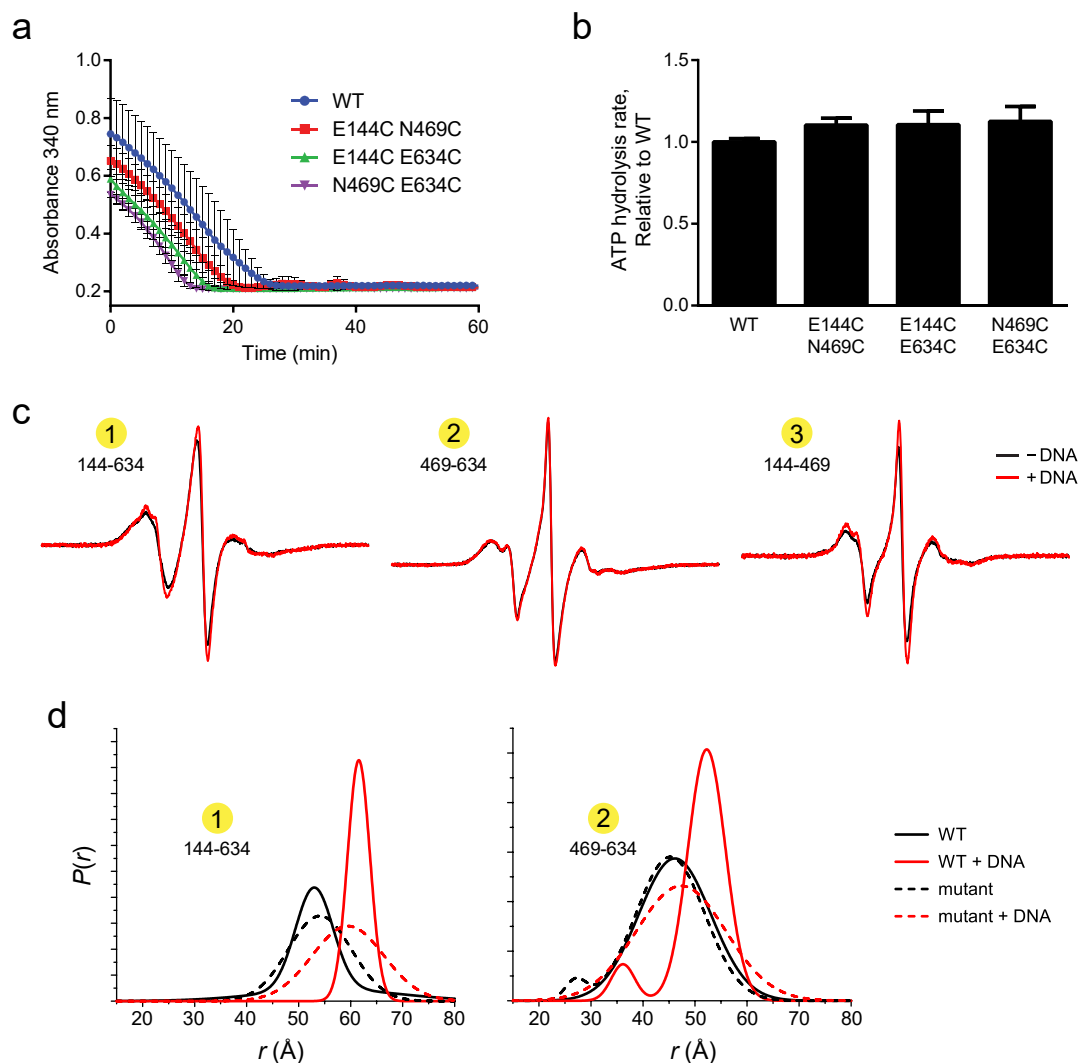 a
1.0
0.8
0.6
0.4
0.2
0
20
40
60
Absorbance 340 nm
Time (min)
WT
E144C N469C
E144C E634C
N469C E634C
b
1.5
1.0
0.5
0.0
ATP hydrolysis rate,
Relative to WT
WT
E144C
N469C
E144C
E634C
N469C
E634C
c
1
144-634
2
469-634
3
144-469
– DNA
+ DNA
d
P(r)
1
144-634
20 30 40 50 60 70 80
r (Å)
2
469-634
20 30 40 50 60 70 80
r (Å)
WT
WT + DNA
mutant
mutant + DNA